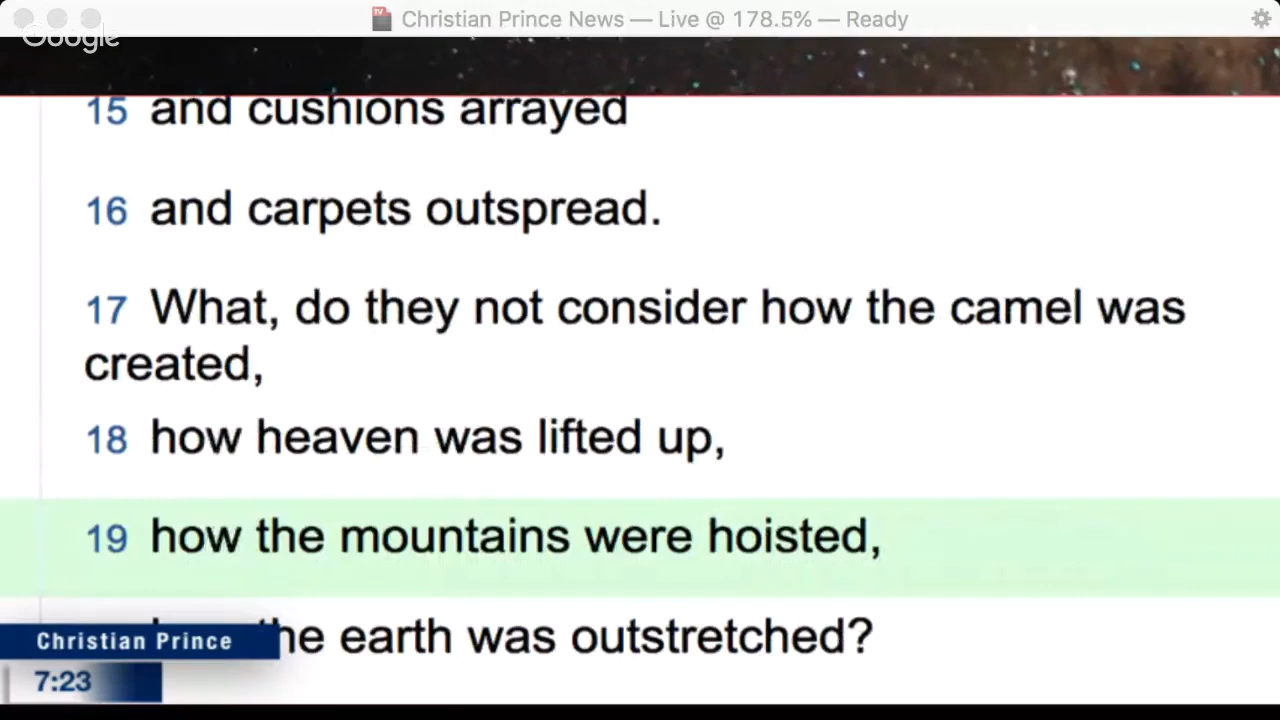 Christian Prince News — Live @ 178.5% — Ready
Google
15 and cushions arrayed
16 and carpets outspread.
17 What, do they not consider how the camel was
created,
18 how heaven was lifted up,
19 how the mountains were hoisted,
the earth was outstretched?
Christian Prince
7:23